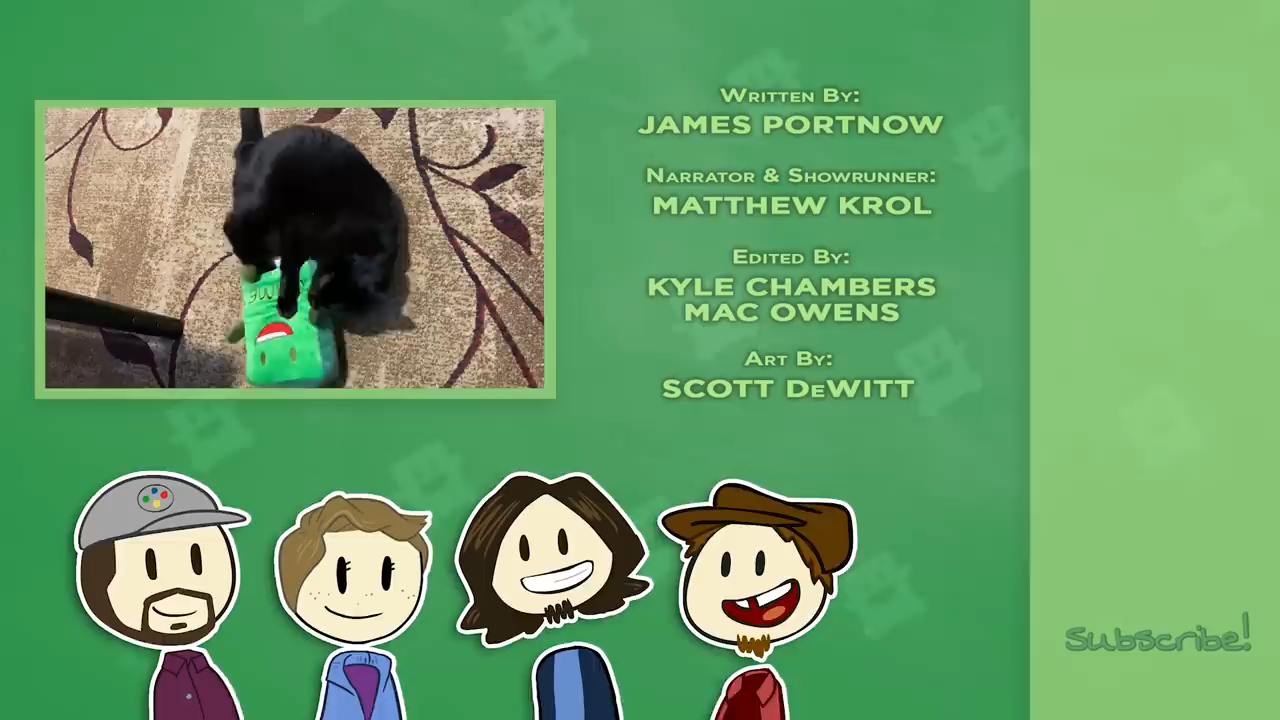 Written By:
JAMES PORTNOW
Narrator & Showrunner:
MATTHEW KROL
Edited By:
KYLE CHAMBERS
MAC OWENS
Art By:
SCOTT DeWITT
Subscribe!